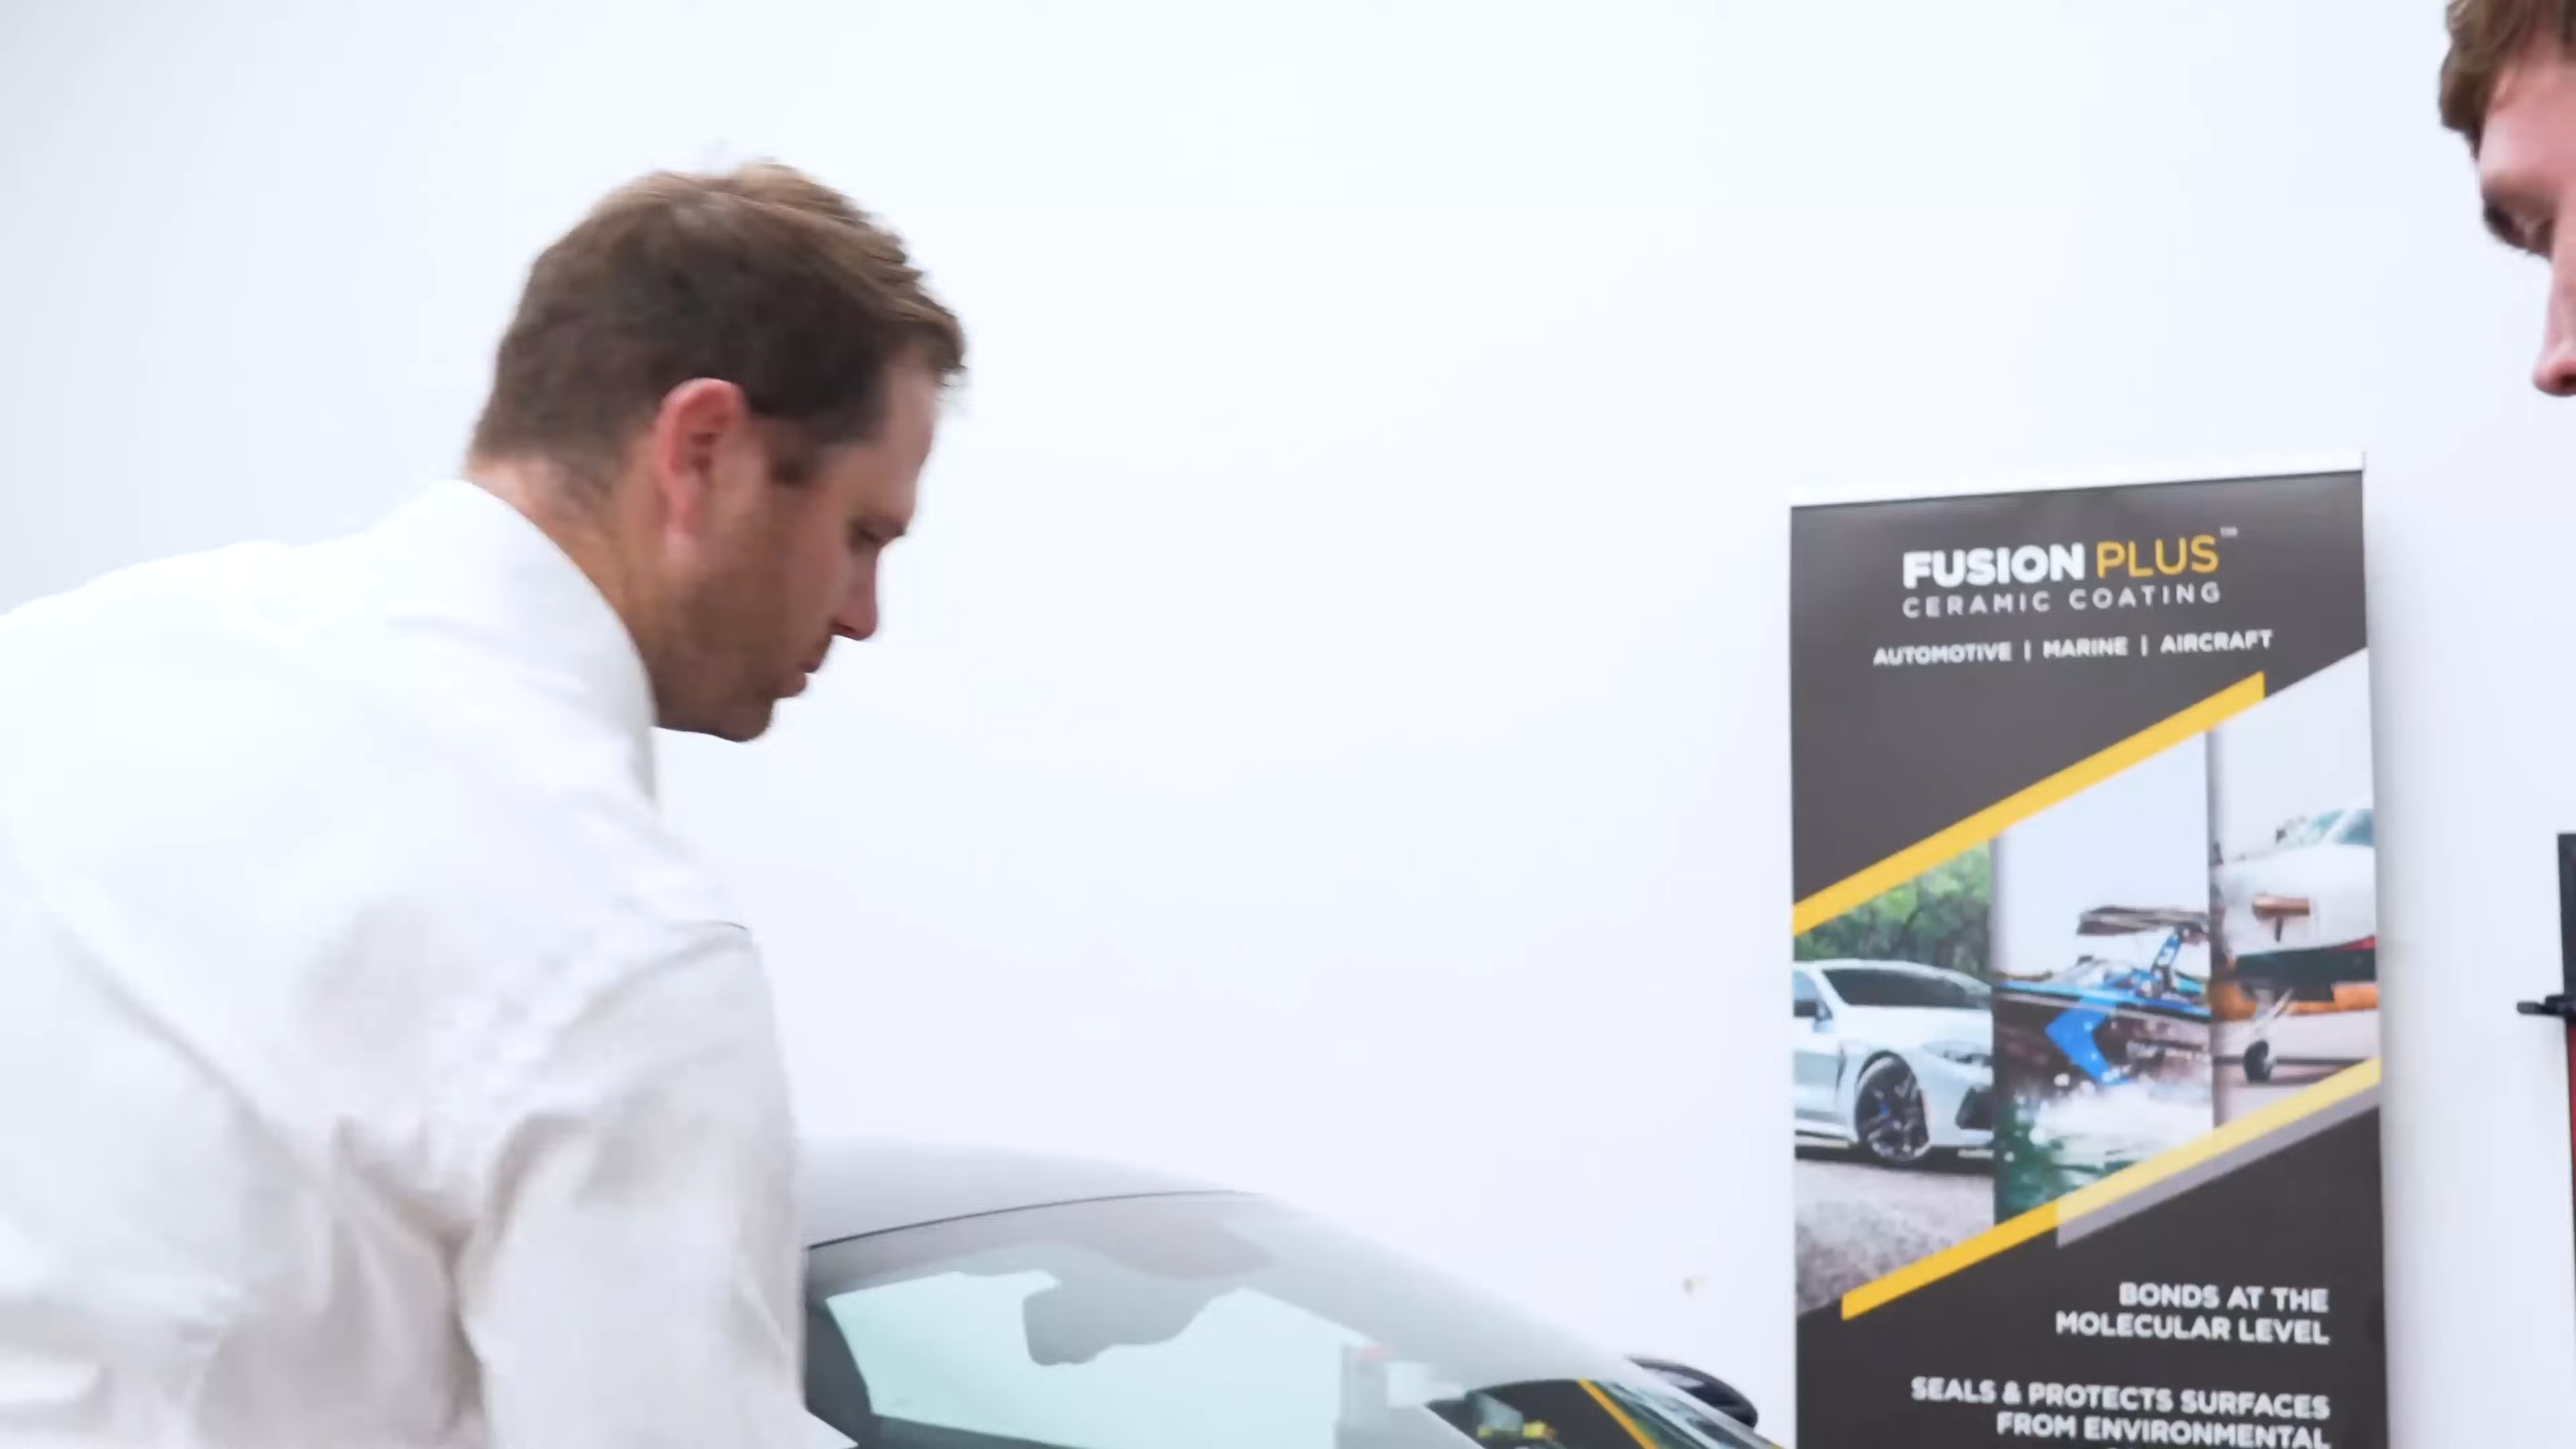 FUSION PLUS™
CERAMIC COATING
AUTOMOTIVE | MARINE | AIRCRAFT
BONDS AT THE
MOLECULAR LEVEL
SEALS & PROTECTS SURFACES
FROM ENVIRONMENTAL